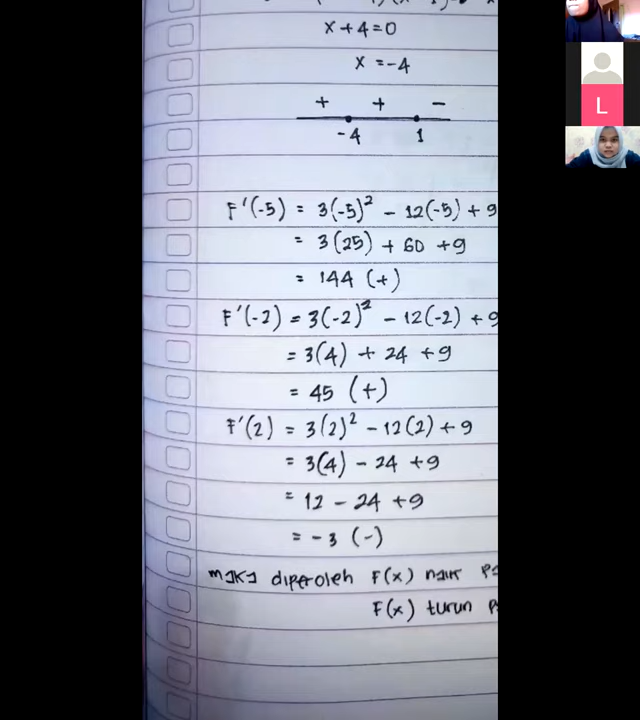 x + 4 = 0
x = -4
+ + -
-4 1
F'(-5) = 3(-5)² - 12(-5) + 9
= 3(25) + 60 + 9
= 144 (+)
F'(-2) = 3(-2)² - 12(-2) + 9
= 3(4) + 24 + 9
= 45 (+)
F'(2) = 3(2)² - 12(2) + 9
= 3(4) - 24 + 9
= 12 - 24 + 9
= -3 (-)
maka diperoleh F(x) naik
F(x) turun
L